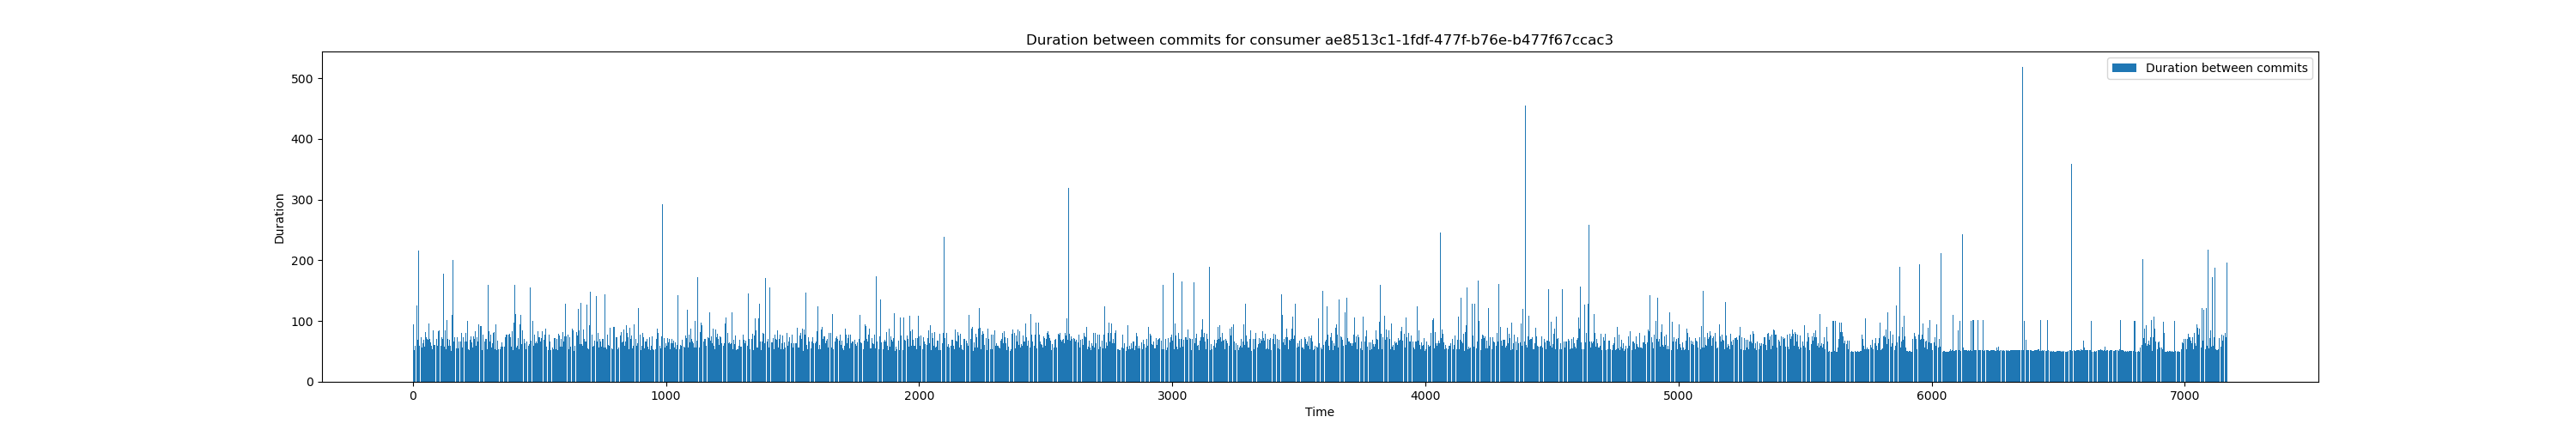 Duration between commits for consumer ae8513c1-1fdf-477f-b76e-b477f67ccac3
Duration between commits
500
400
300
200
100
0
Duration
0 1000 2000 3000 4000 5000 6000 7000
Time